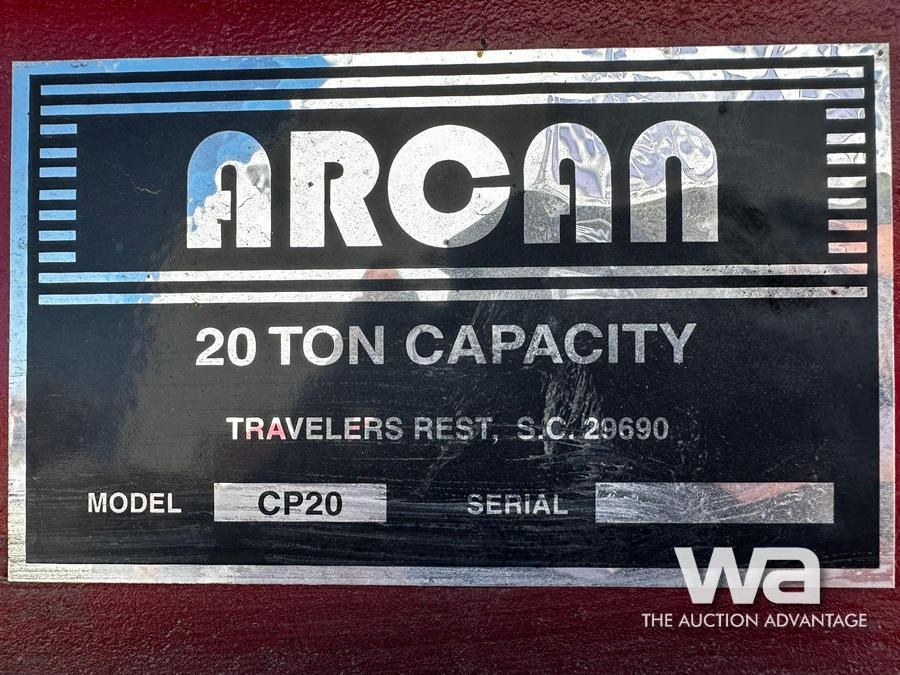 ARCAN
20 TON CAPACITY
TRAVELERS REST, S.C. 29690
MODEL CP20 SERIAL
wa
THE AUCTION ADVANTAGE